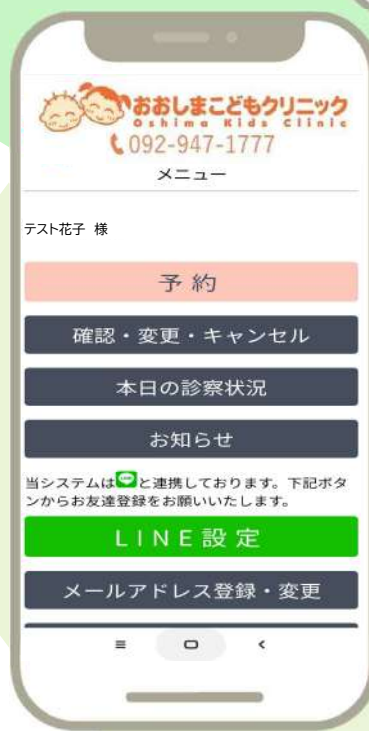 おおしまこどもクリニック
Oshima Kids Clinic
092-947-1777
メニュー
テスト花子 様
予約
確認・変更・キャンセル
本日の診察状況
お知らせ
当システムはLINEと連携しております。下記ボタ
ンからお友達登録をお願いいたします。
LINE設定
メールアドレス登録・変更